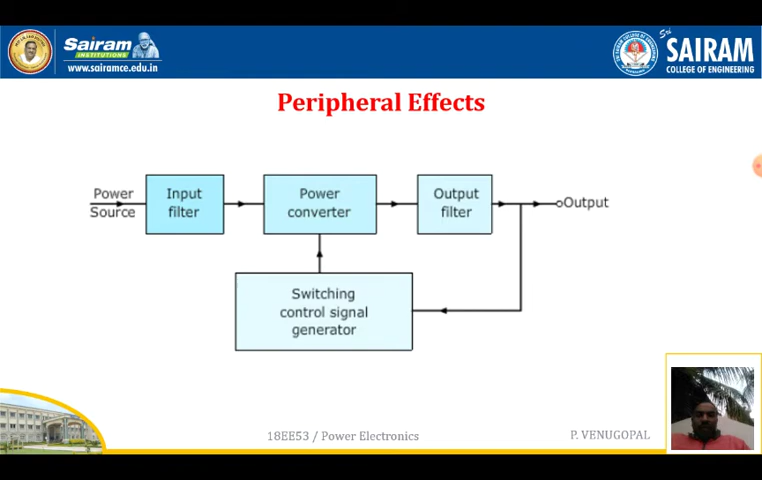 Sairam
INSTITUTIONS
www.sairamce.edu.in
Sri
SAIRAM
COLLEGE OF ENGINEERING
Peripheral Effects
Power
Source
Input
filter
Power
converter
Output
filter
Output
Switching
control signal
generator
18EE53 / Power Electronics
P. VENUGOPAL